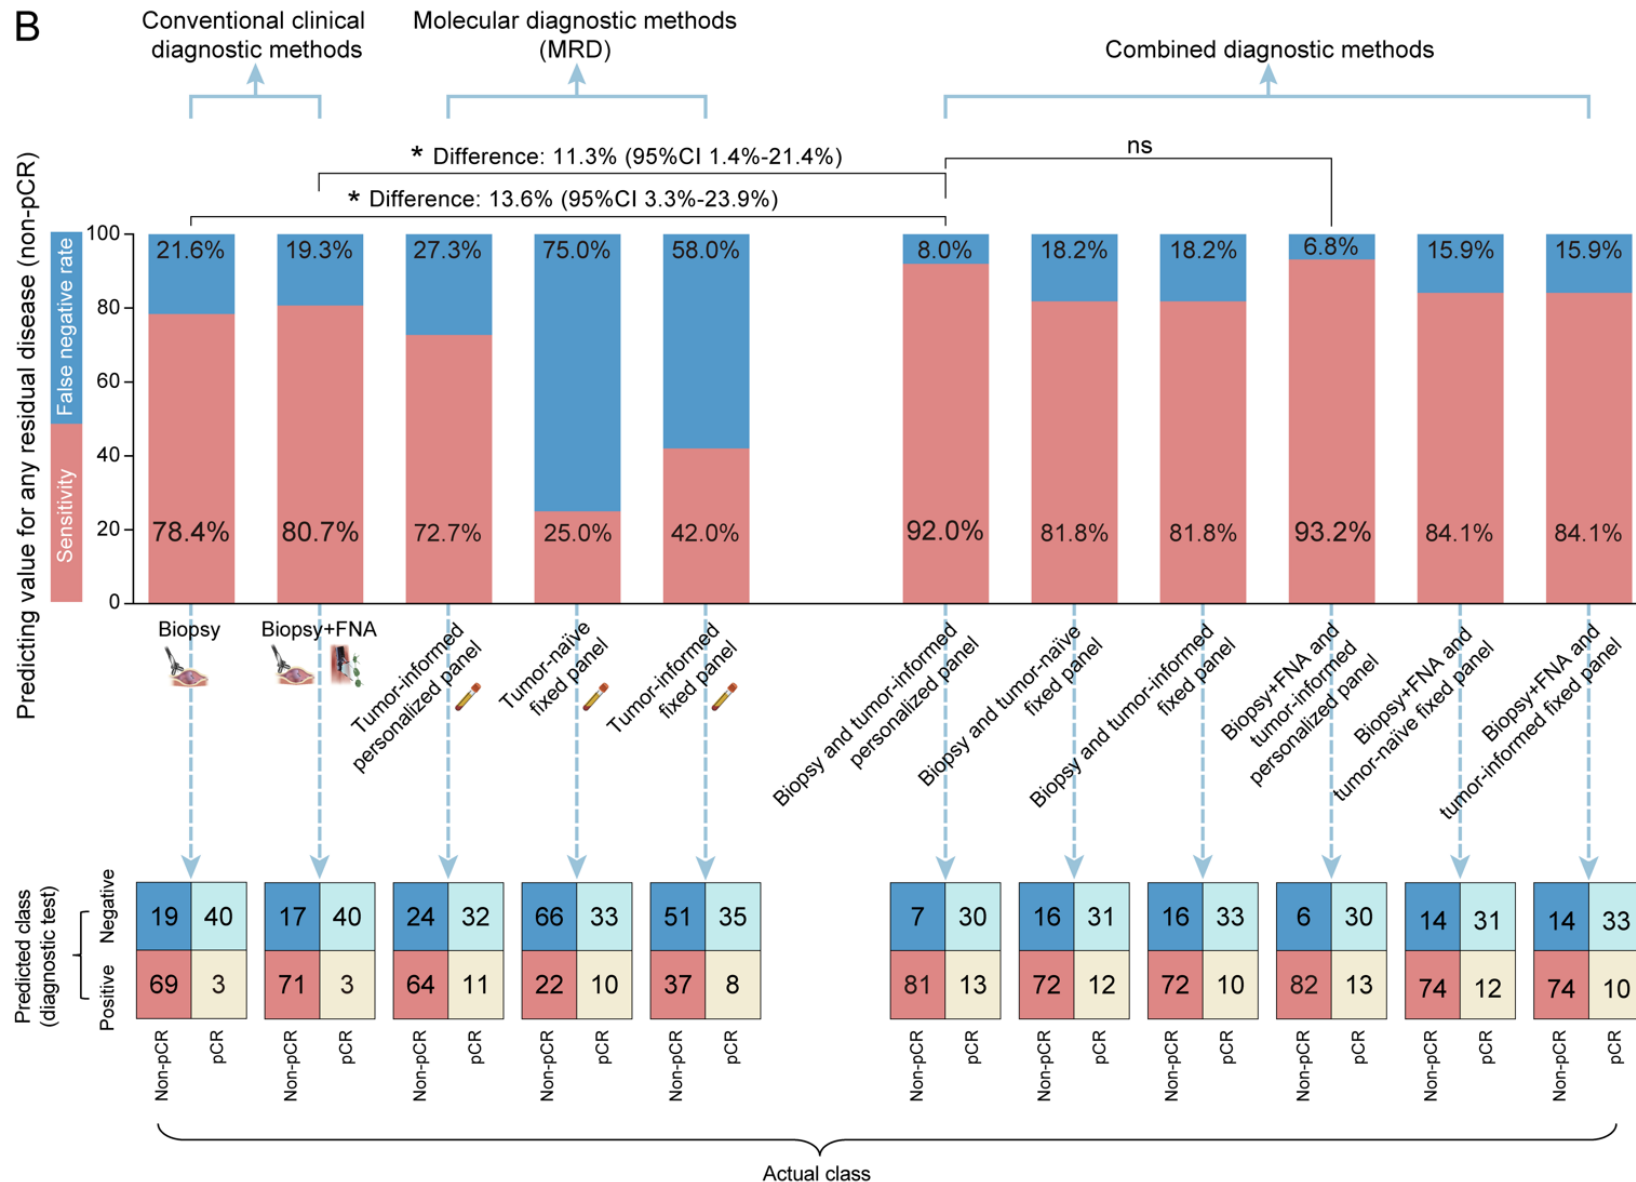 B
Conventional clinical
diagnostic methods
Molecular diagnostic methods
(MRD)
Combined diagnostic methods
* Difference: 11.3% (95%CI 1.4%-21.4%)
ns
* Difference: 13.6% (95%CI 3.3%-23.9%)
Predicting value for any residual disease (non-pCR)
False negative rate
Sensitivity
100
80
60
40
20
0
21.6% 19.3% 27.3% 75.0% 58.0% 8.0% 18.2% 18.2% 6.8% 15.9% 15.9%
78.4% 80.7% 72.7% 25.0% 42.0% 92.0% 81.8% 81.8% 93.2% 84.1% 84.1%
Biopsy
Biopsy+FNA
Tumor-informed
personalized panel
Tumor-naïve
fixed panel
Tumor-informed
fixed panel
Biopsy and tumor-informed
personalized panel
Biopsy and tumor-naïve
fixed panel
Biopsy and tumor-informed
fixed panel
Biopsy+FNA and
tumor-informed
personalized panel
Biopsy+FNA and
tumor-naïve fixed panel
Biopsy+FNA and
tumor-informed fixed panel
Predicted class
(diagnostic test)
Negative
Positive
19 40 17 40 24 32 66 33 51 35 7 30 16 31 16 33 6 30 14 31 14 33
69 3 71 3 64 11 22 10 37 8 81 13 72 12 72 10 82 13 74 12 74 10
Non-pCR pCR Non-pCR pCR Non-pCR pCR Non-pCR pCR Non-pCR pCR Non-pCR pCR Non-pCR pCR Non-pCR pCR Non-pCR pCR Non-pCR pCR Non-pCR pCR
Actual class